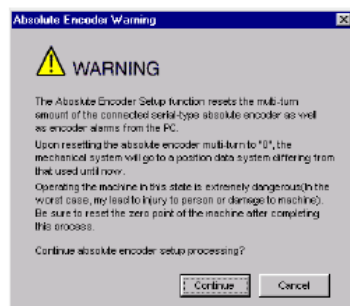 Absolute Encoder Warning
WARNING
The Absolute Encoder Setup function resets the multi-turn
amount of the connected serial-type absolute encoder as well
as encoder alarms from the PC.
Upon resetting the absolute encoder multi-turn to "0", the
mechanical system will go to a position data system differing from
that used until now.
Operating the machine in this state is extremely dangerous(In the
worst case, my lead to injury to person or damage to machine).
Be sure to reset the zero point of the machine after completing
this process.
Continue absolute encoder setup processing?
Continue
Cancel